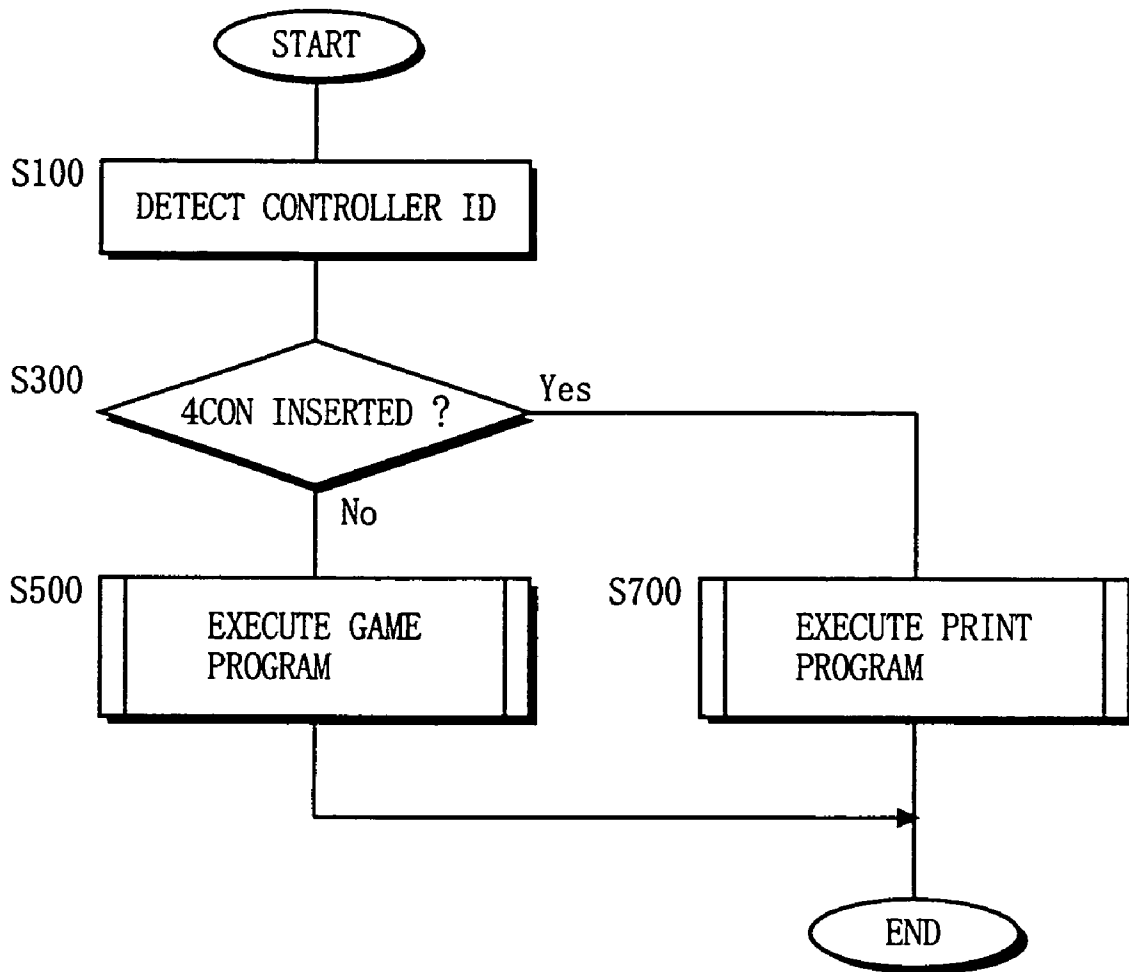 START
S100
DETECT CONTROLLER ID
S300
4CON INSERTED ?
Yes
No
S500
EXECUTE GAME
PROGRAM
S700
EXECUTE PRINT
PROGRAM
END